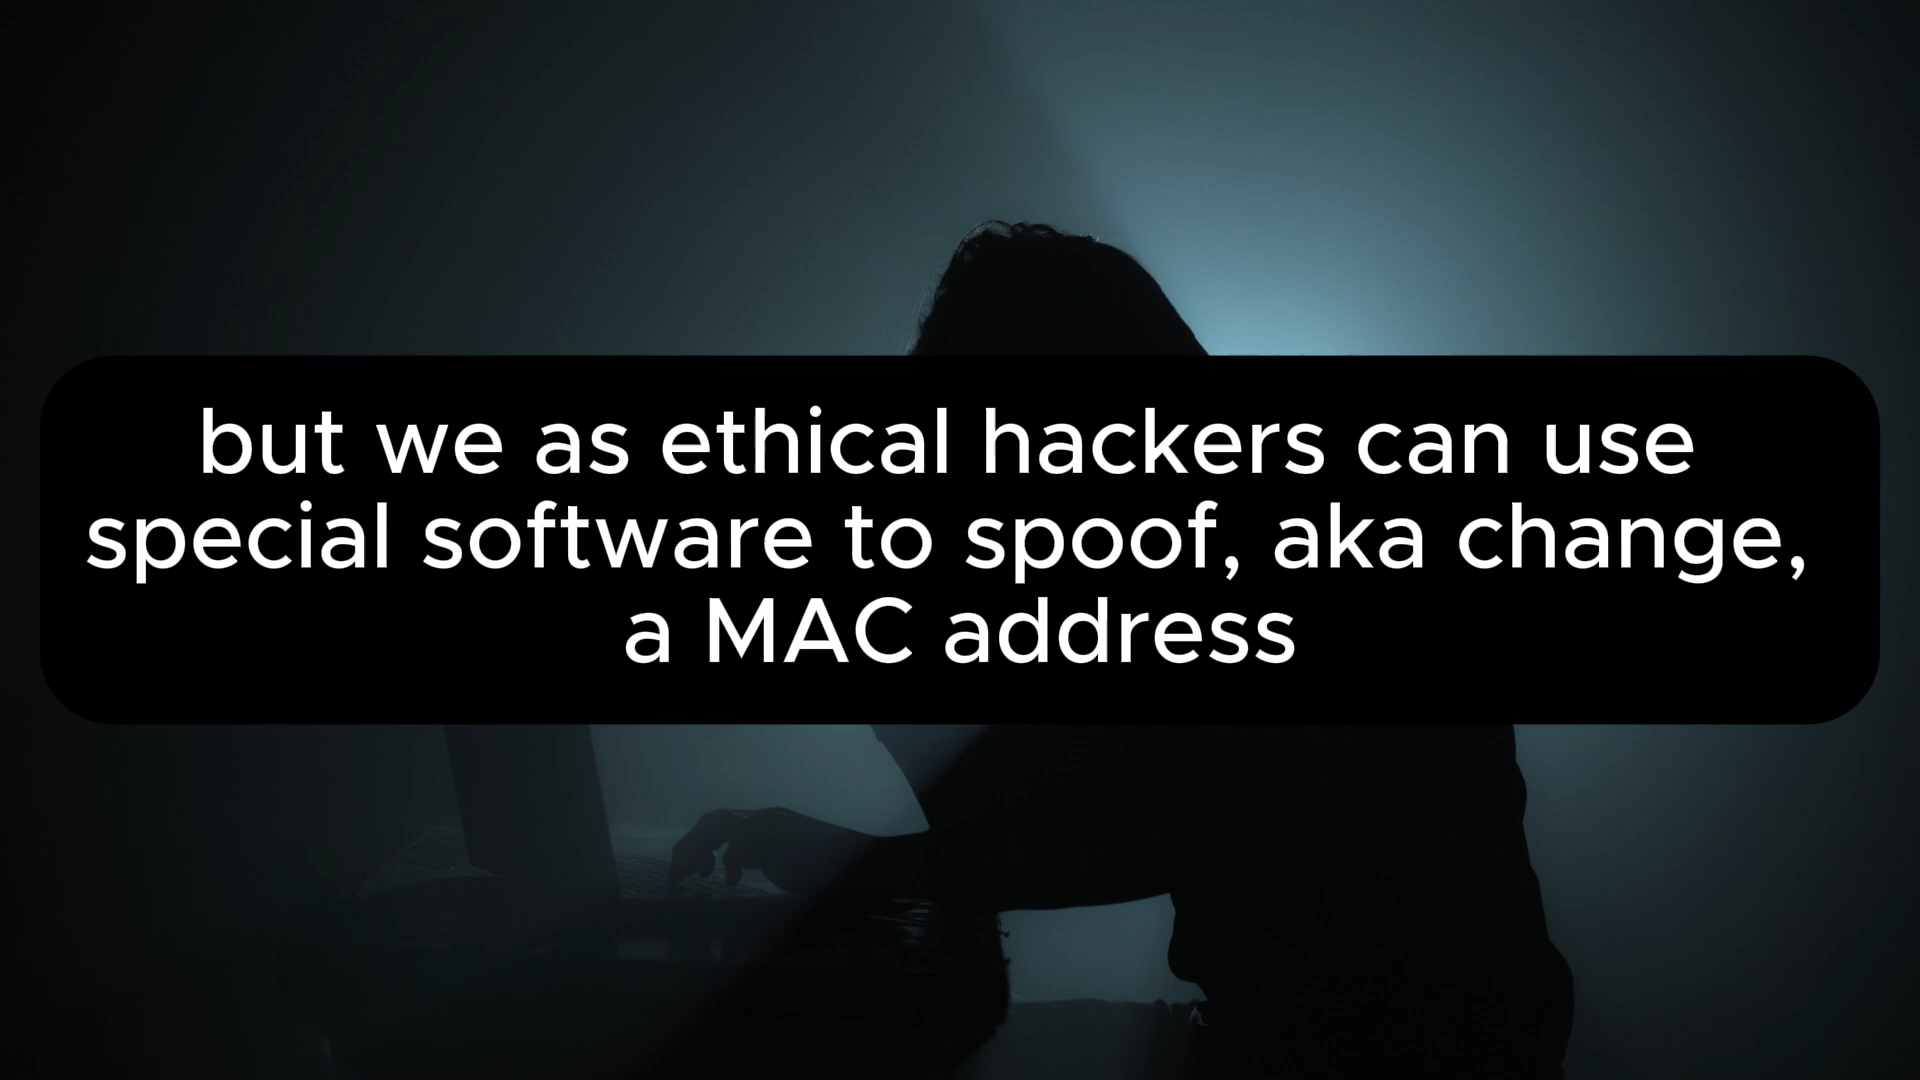 but we as ethical hackers can use
special software to spoof, aka change,
a MAC address